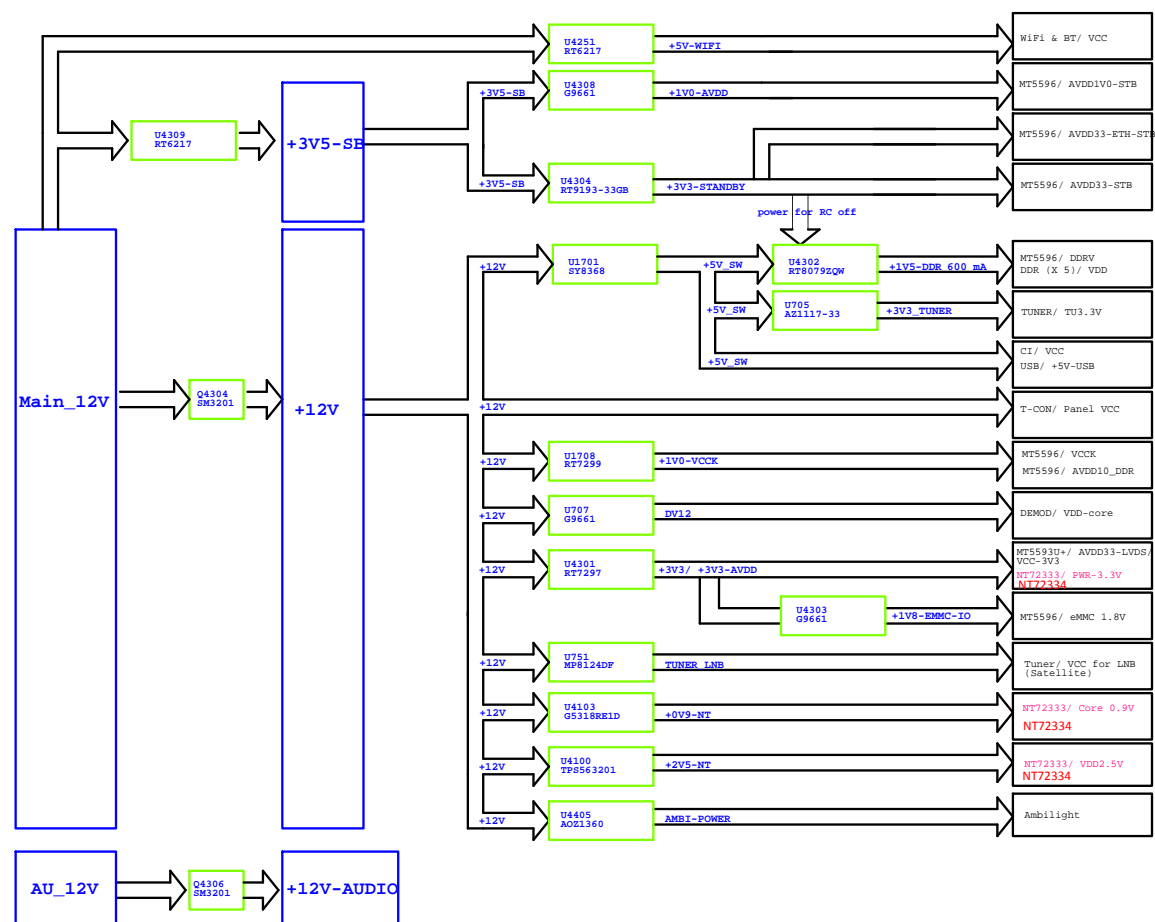 U4251
RT6217
+5V-WIFI
WiFi & BT/ VCC
+3V5-SB
U4308
G9661
+1V0-AVDD
MT5596/ AVDD1V0-STB
U4309
RT6217
+3V5-SB
MT5596/ AVDD33-ETH-STB
+3V5-SB
U4304
RT9193-33GB
+3V3-STANDBY
MT5596/ AVDD33-STB
power for RC off
+12V
U1701
SY8368
+5V_SW
U4302
RT8079ZQW
+1V5-DDR 600 mA
MT5596/ DDRV
DDR (X 5)/ VDD
+5V_SW
U705
AZ1117-33
+3V3_TUNER
TUNER/ TU3.3V
+5V_SW
CI/ VCC
USB/ +5V-USB
Main_12V
Q4304
SM3201
+12V
+12V
T-CON/ Panel VCC
+12V
U1708
RT7299
+1V0-VCCK
MT5596/ VCCK
MT5596/ AVDD10_DDR
+12V
U707
G9661
DV12
DEMOD/ VDD-core
+12V
U4301
RT7297
+3V3/ +3V3-AVDD
MT5593U+/ AVDD33-LVDS/
VCC-3V3
NT72333/ PWR-3.3V
NT72334
U4303
G9661
+1V8-EMMC-IO
MT5596/ eMMC 1.8V
+12V
U751
MP8124DF
TUNER_LNB
Tuner/ VCC for LNB
(Satellite)
+12V
U4103
G5318RE1D
+0V9-NT
NT72333/ Core 0.9V
NT72334
+12V
U4100
TPS563201
+2V5-NT
NT72333/ VDD2.5V
NT72334
+12V
U4405
AOZ1360
AMBI-POWER
Ambilight
AU_12V
Q4306
SM3201
+12V-AUDIO